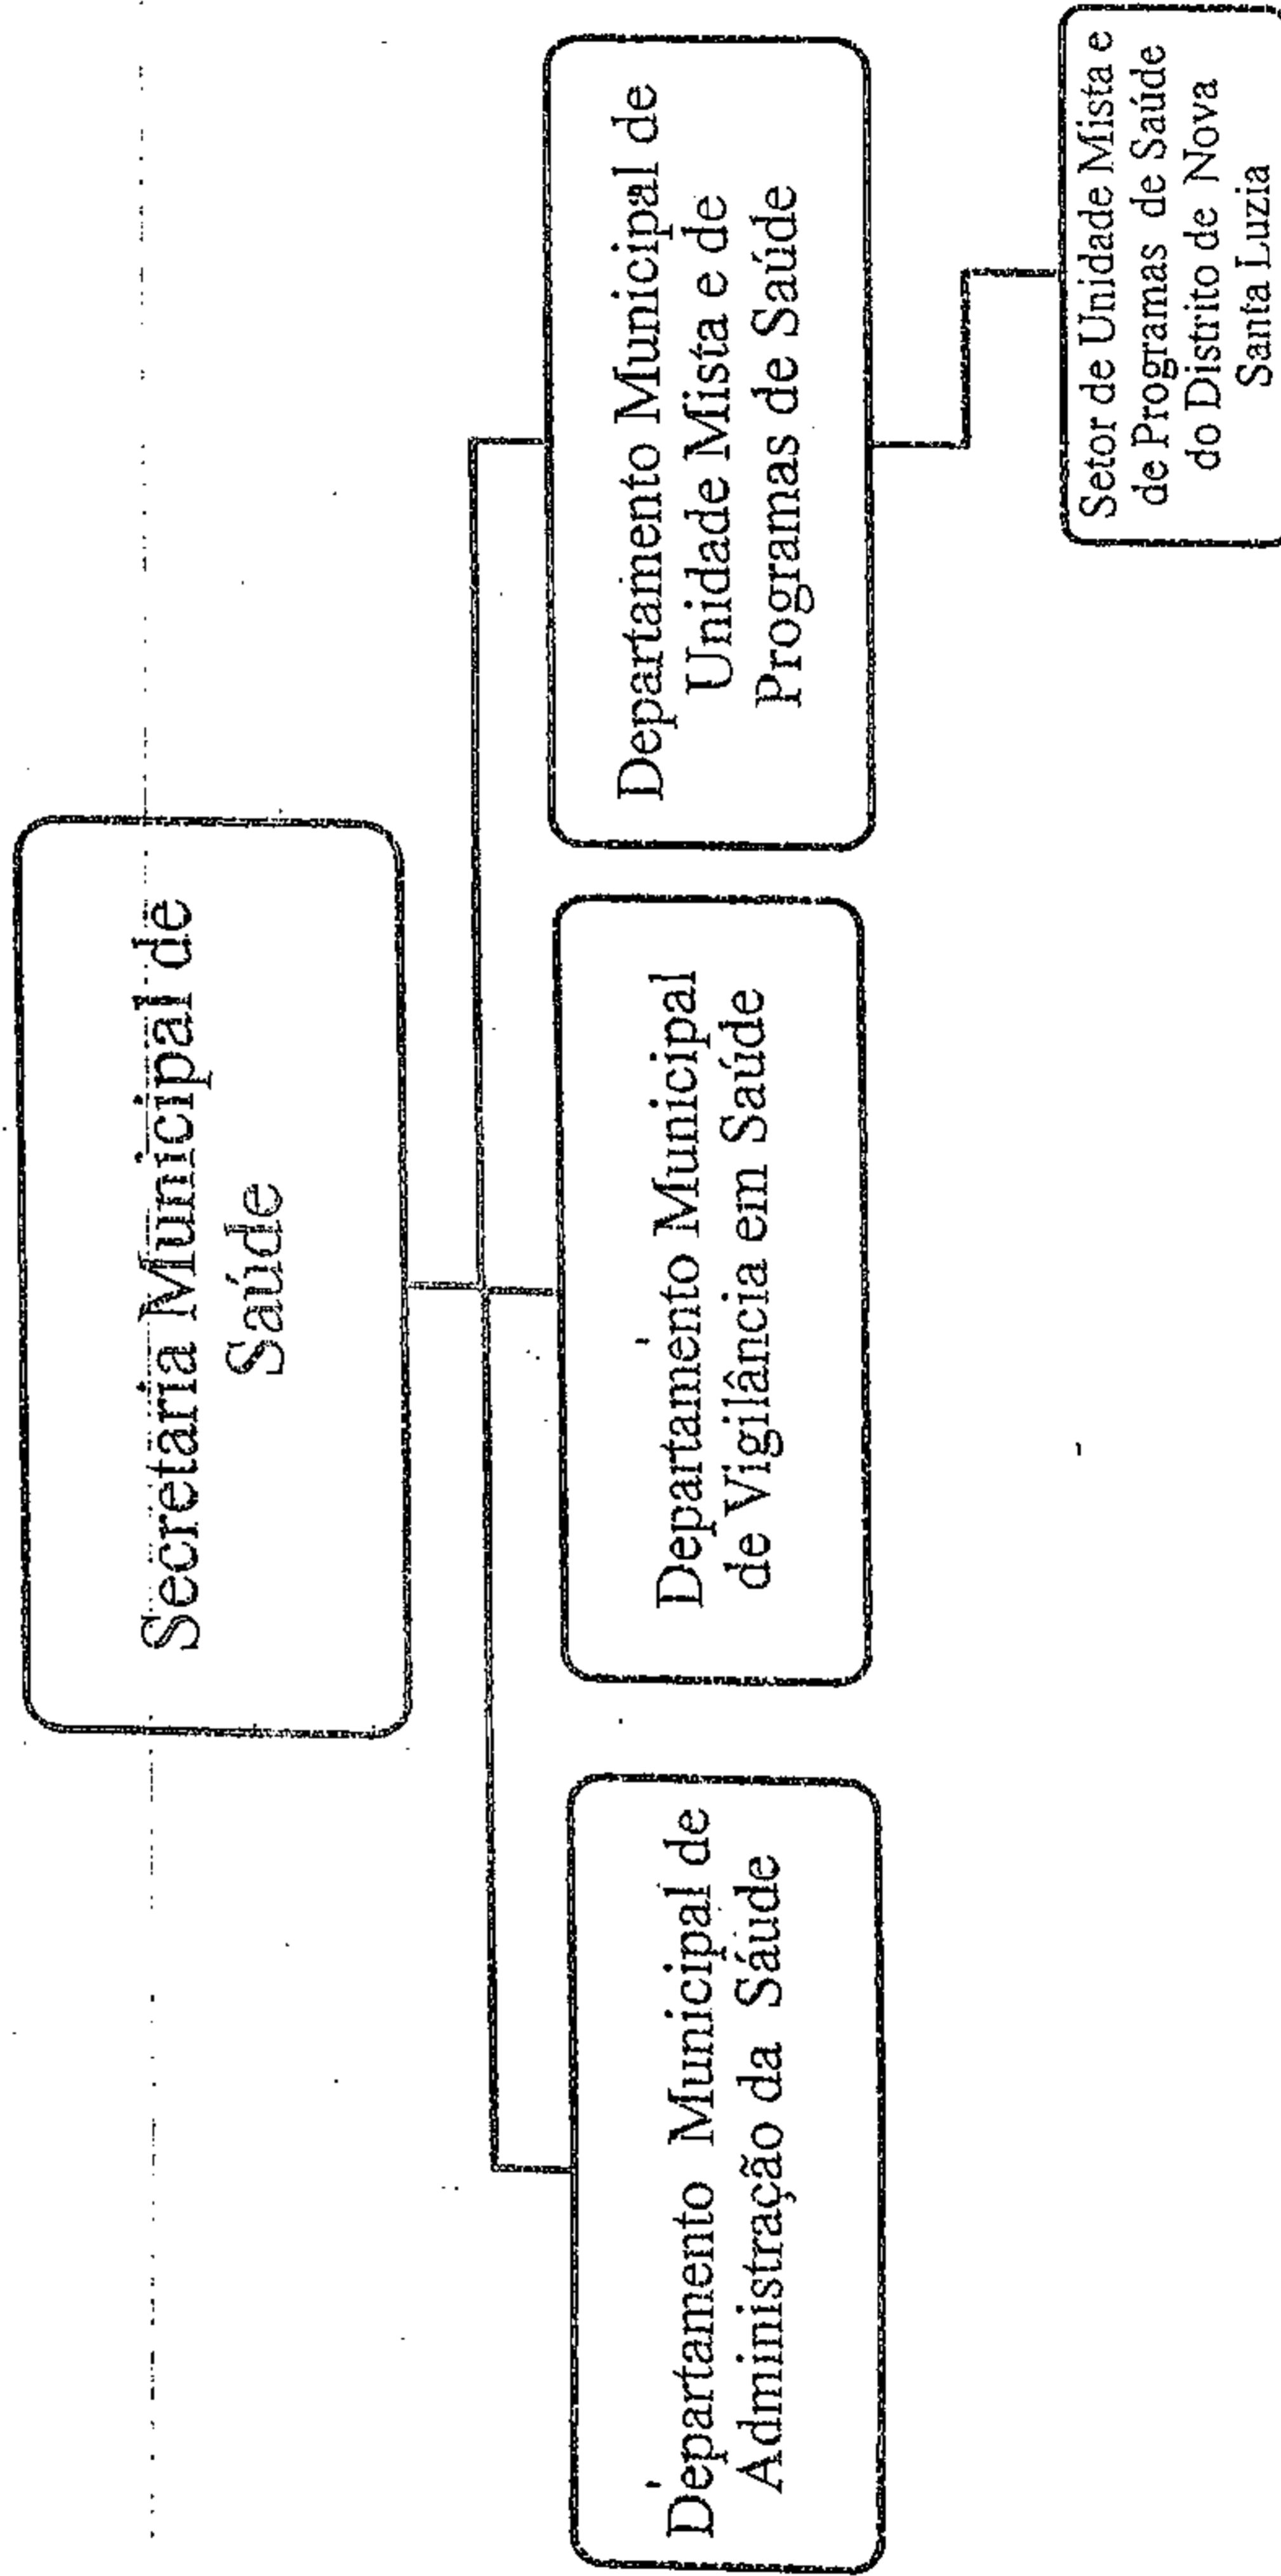 Secretaria Municipal de
Saúde
Departamento Municipal de
Administração da Sáude
Departamento Municipal
de Vigilância em Saúde
Departamento Municipal de
Unidade Mista e de
Programas de Saúde
Setor de Unidade Mista e
de Programas de Saúde
do Distrito de Nova
Santa Luzia